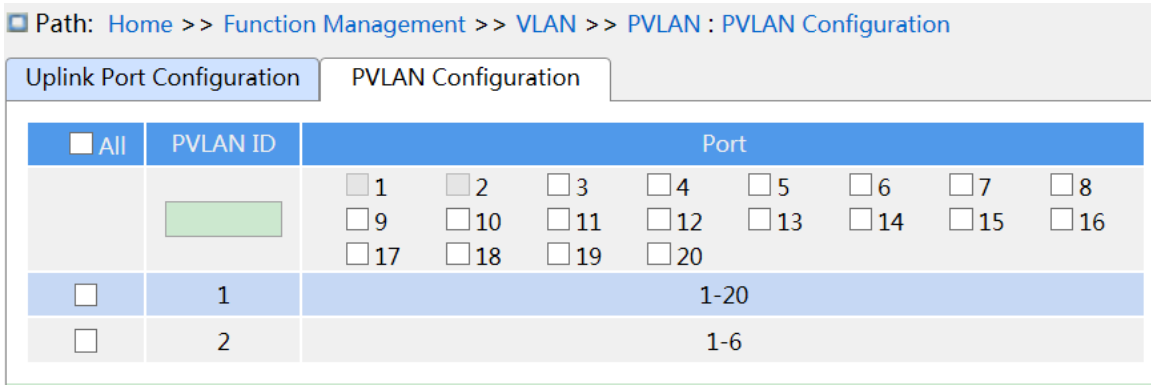 Path: Home >> Function Management >> VLAN >> PVLAN : PVLAN Configuration
Uplink Port Configuration PVLAN Configuration
All PVLAN ID Port
1 2 3 4 5 6 7 8
9 10 11 12 13 14 15 16
17 18 19 20
1 1-20
2 1-6